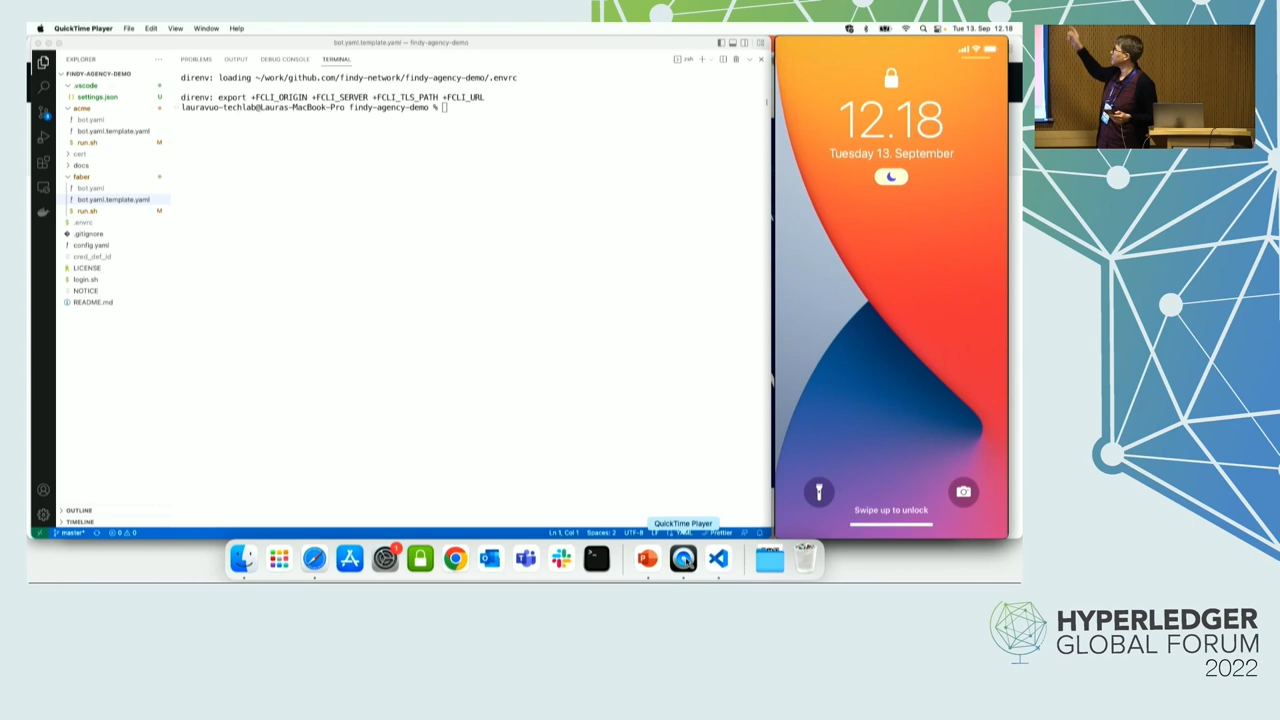 QuickTime Player File Edit View Window Help
Tue 13. Sep 12.18
bot.yaml.template.yaml — findy-agency-demo
EXPLORER
FINDY-AGENCY-DEMO
.vscode
settings.json U
acme
bot.yaml
bot.yaml.template.yaml
run.sh M
cert
docs
faber
bot.yaml
bot.yaml.template.yaml
run.sh M
.envrc
.gitignore
config.yaml
cred_def_id
LICENSE
login.sh
NOTICE
README.md
OUTLINE
TIMELINE
PROBLEMS OUTPUT DEBUG CONSOLE TERMINAL
zsh
direnv: loading ~/work/github.com/findy-network/findy-agency-demo/.envrc
direnv: export +FCLI_ORIGIN +FCLI_SERVER +FCLI_TLS_PATH +FCLI_URL
lauravuo-techlab@Lauras-MacBook-Pro findy-agency-demo %
master* 0 0
Ln 1, Col 1 Spaces: 2 UTF-8 LF YAML Prettier
QuickTime Player
1
12.18
Tuesday 13. September
Swipe up to unlock
HYPERLEDGER
GLOBAL FORUM
2022